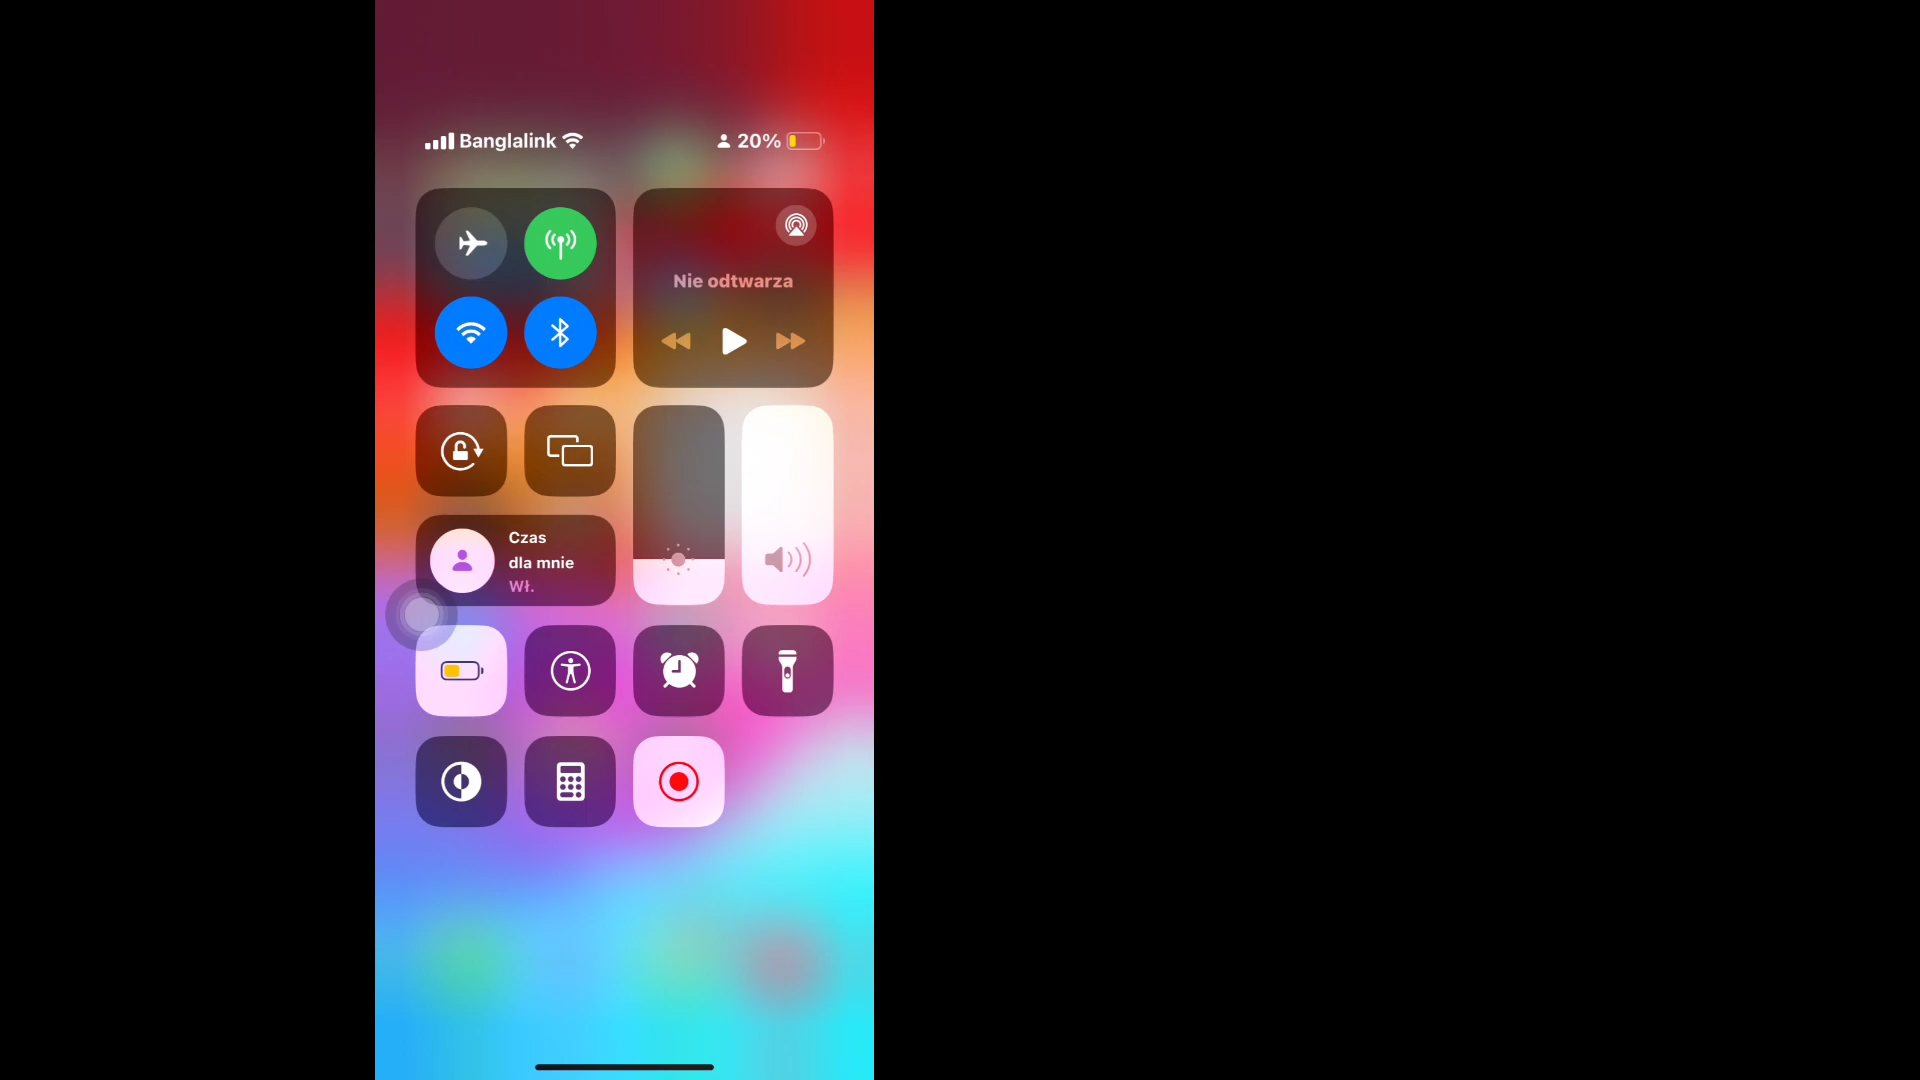 Banglalink 20%
Nie odtwarza
Czas
dla mnie
Wł.